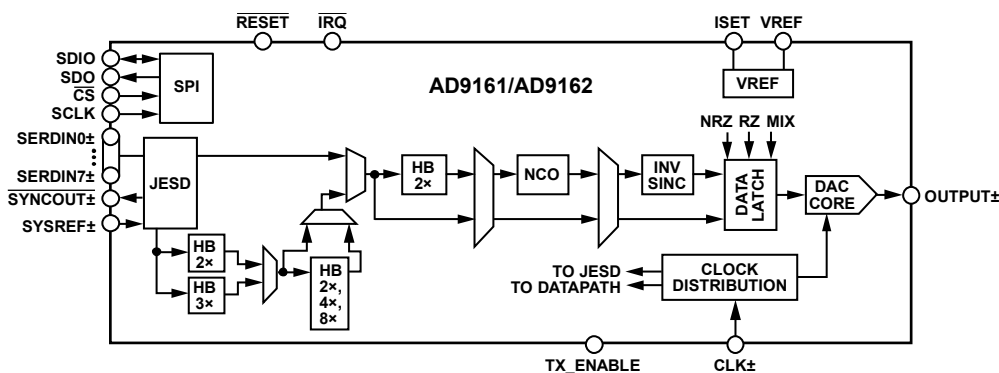 RESET
IRQ
ISET VREF
SDIO
SDO
CS
SCLK
SPI
AD9161/AD9162
VREF
NRZ RZ MIX
SERDIN0±
SERDIN7±
SYNCOUT±
SYSREF±
JESD
HB
2×
NCO
INV
SINC
DATA
LATCH
DAC
CORE
OUTPUT±
HB
2×
HB
3×
HB
2×,
4×,
8×
TO JESD
TO DATAPATH
CLOCK
DISTRIBUTION
TX_ENABLE
CLK±